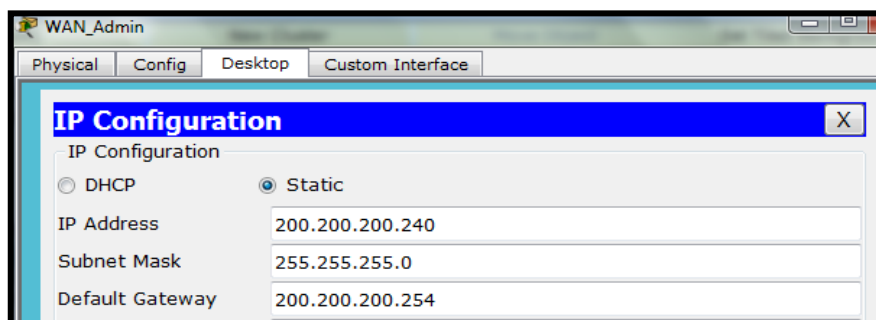 WAN_Admin
Physical Config Desktop Custom Interface
IP Configuration X
IP Configuration
DHCP Static
IP Address 200.200.200.240
Subnet Mask 255.255.255.0
Default Gateway 200.200.200.254